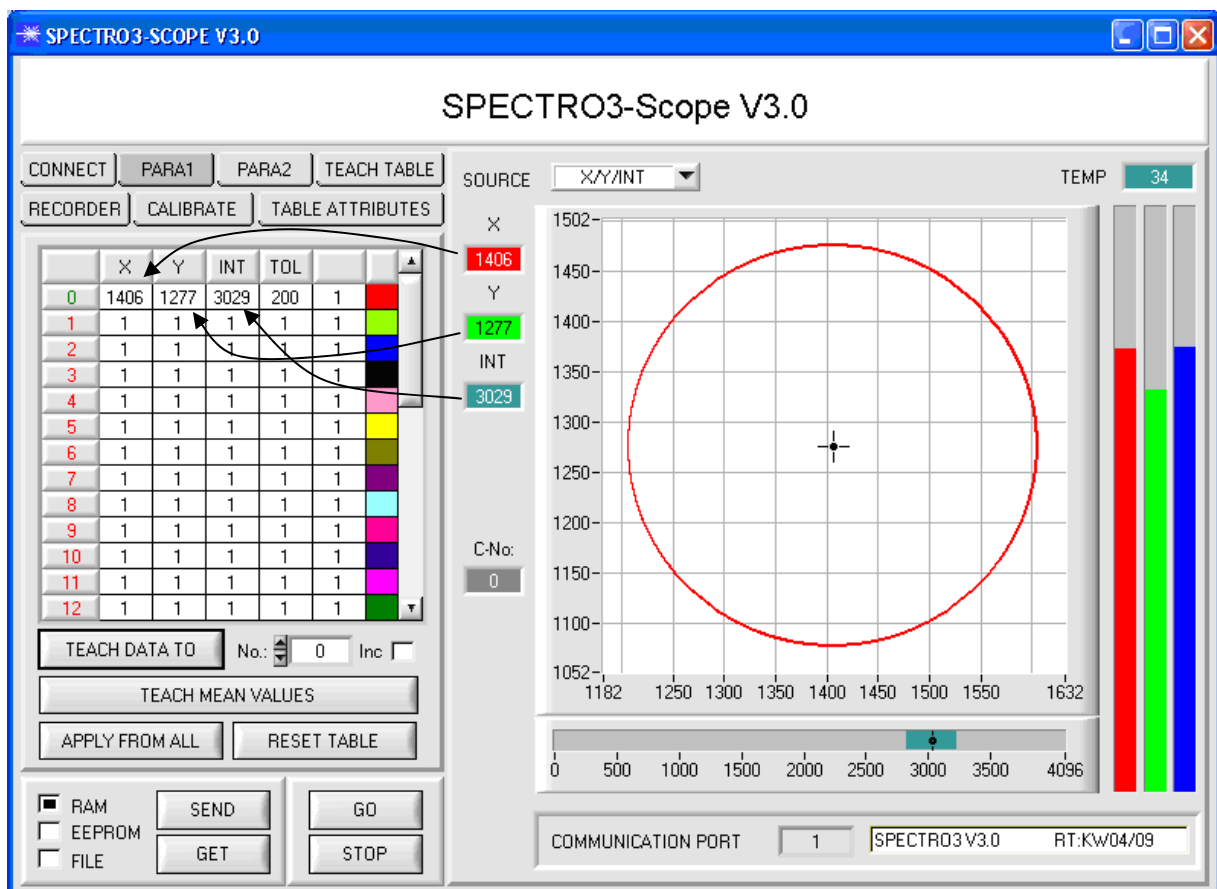 SPECTRO3-SCOPE V3.0
SPECTRO3-Scope V3.0
CONNECT PARA1 PARA2 TEACH TABLE
RECORDER CALIBRATE TABLE ATTRIBUTES
X Y INT TOL
0 1406 1277 3029 200 1
1 1 1 1 1 1
2 1 1 1 1 1
3 1 1 1 1 1
4 1 1 1 1 1
5 1 1 1 1 1
6 1 1 1 1 1
7 1 1 1 1 1
8 1 1 1 1 1
9 1 1 1 1 1
10 1 1 1 1 1
11 1 1 1 1 1
12 1 1 1 1 1
TEACH DATA TO No.: 0 Inc
TEACH MEAN VALUES
APPLY FROM ALL RESET TABLE
RAM
EEPROM
FILE
SEND
GET
GO
STOP
SOURCE X/Y/INT
TEMP 34
X
1406
Y
1277
INT
3029
C-No:
0
1502
1450
1400
1350
1300
1250
1200
1150
1100
1052
1182 1250 1300 1350 1400 1450 1500 1550 1632
0 500 1000 1500 2000 2500 3000 3500 4096
COMMUNICATION PORT 1 SPECTRO3 V3.0 RT:KW04/09